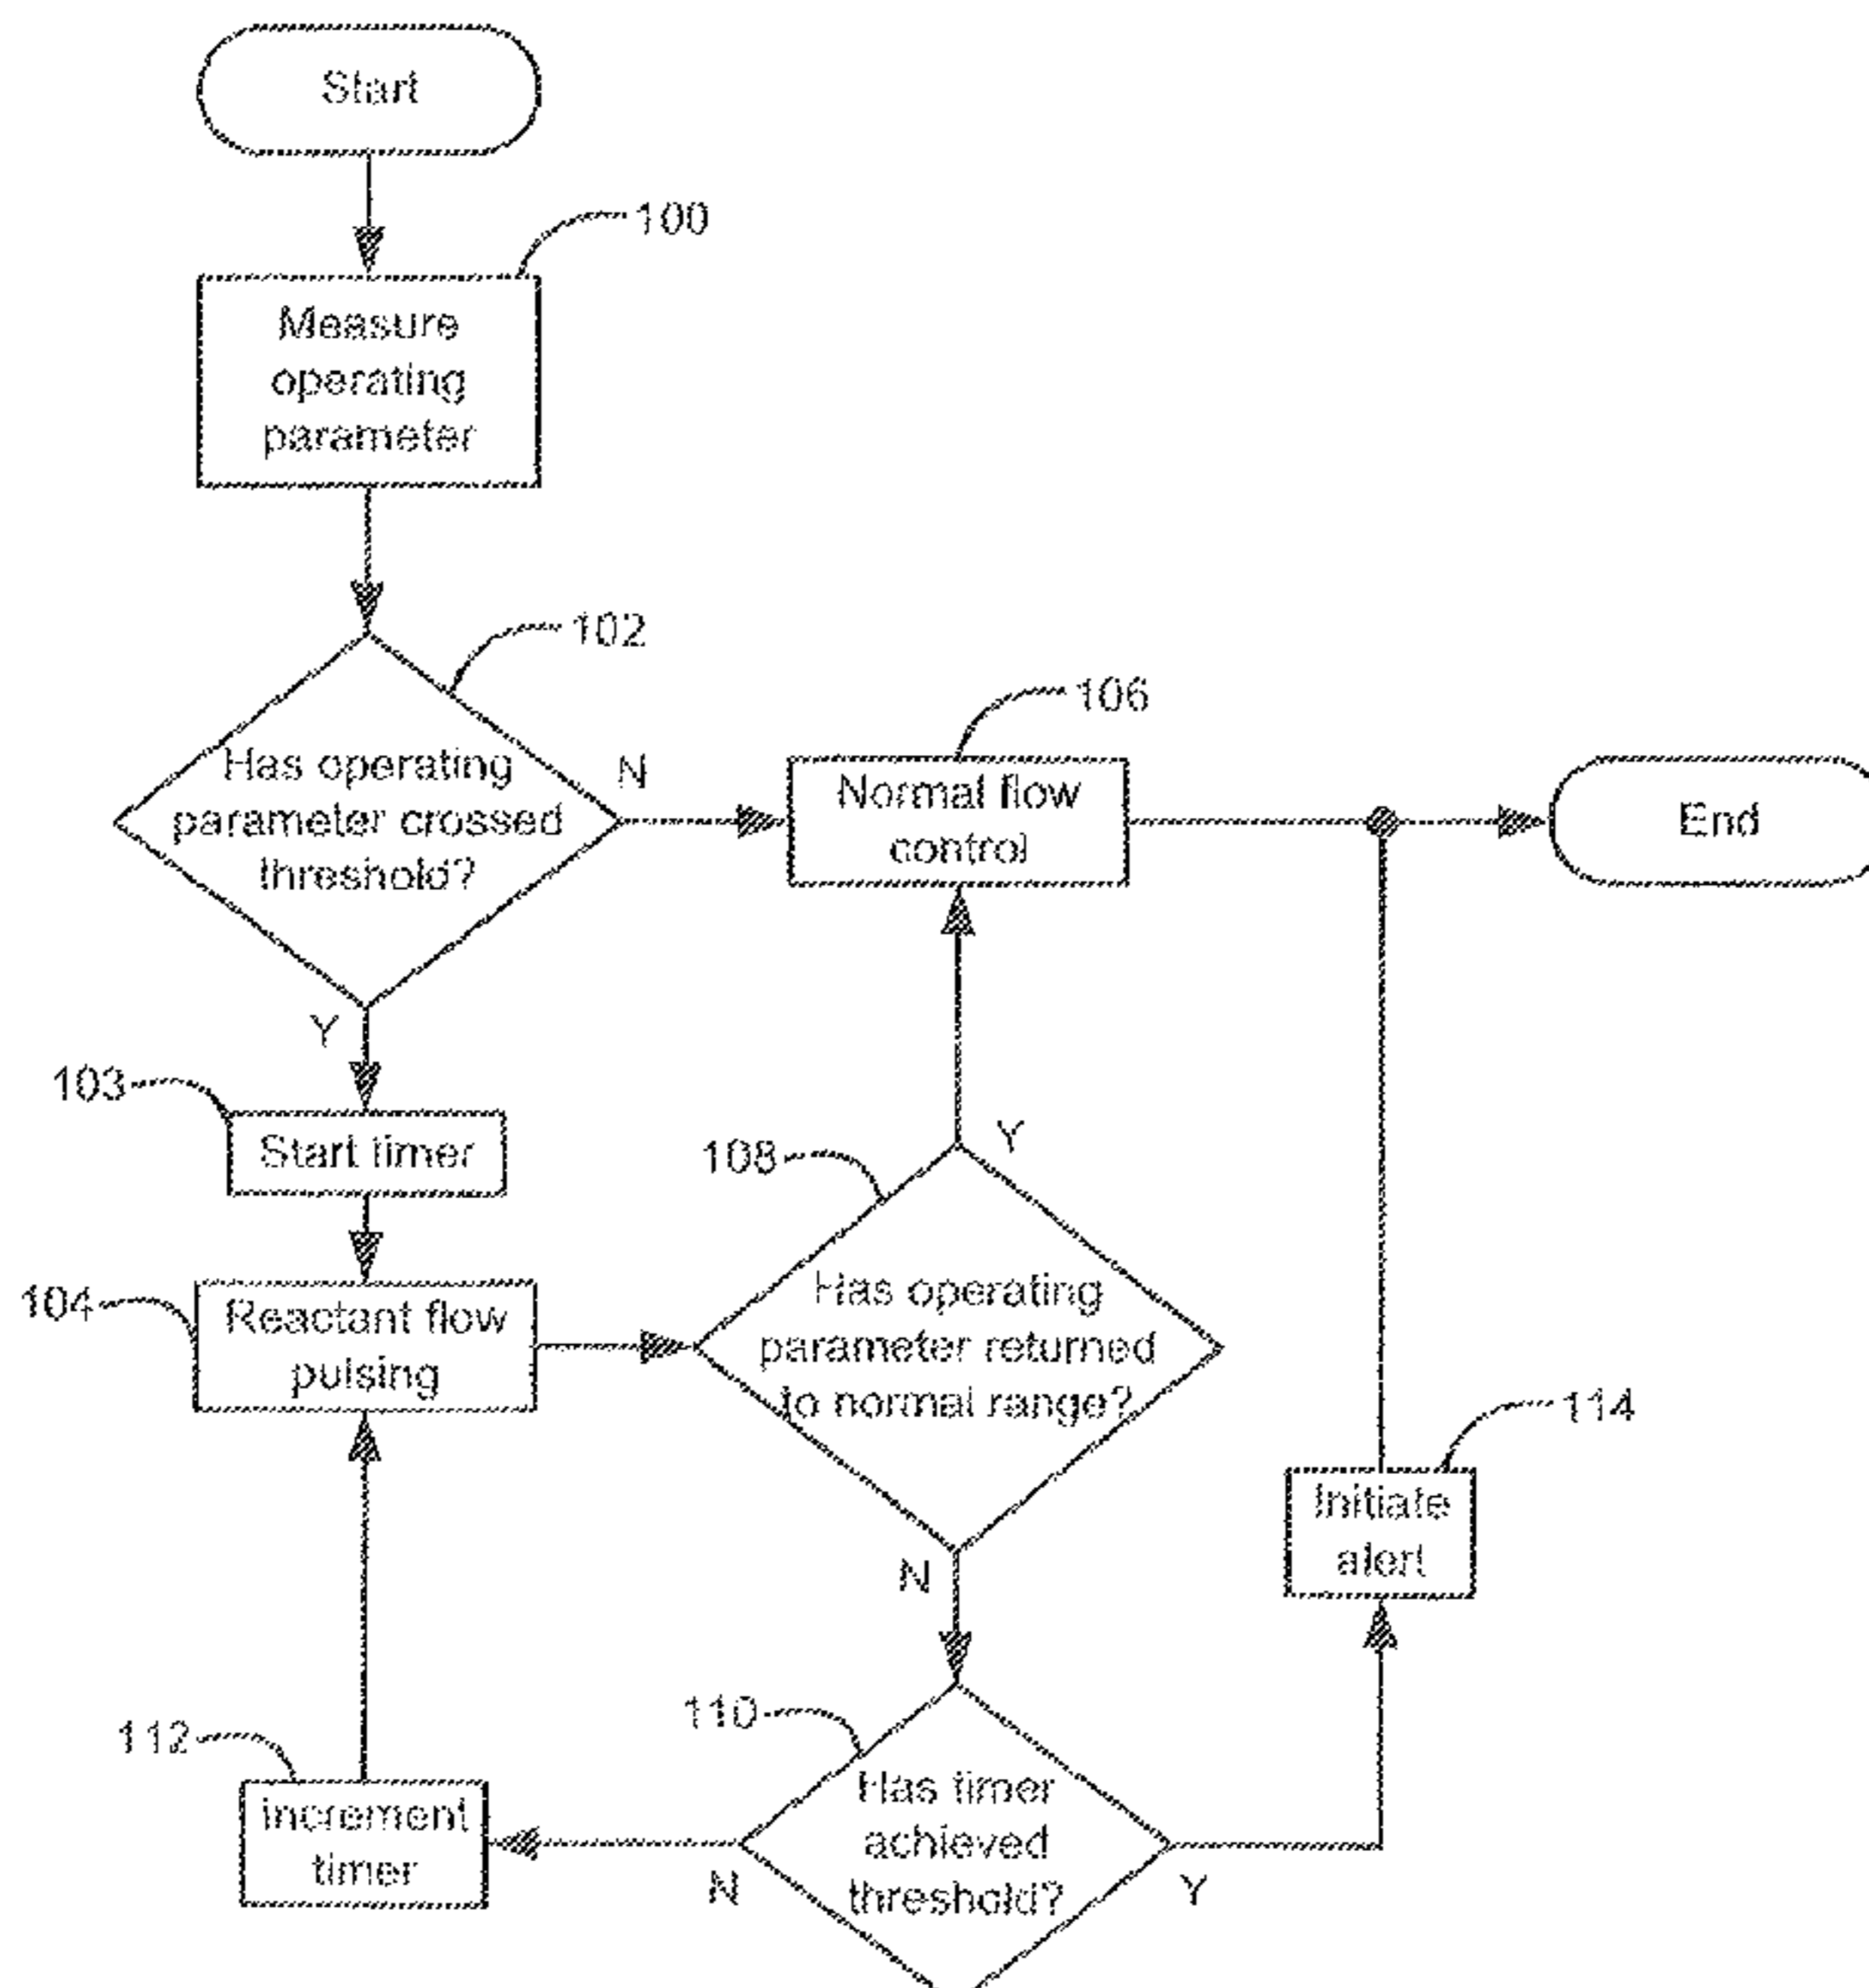 Start
100
Measure
operating
parameter
102
Has operating
parameter crossed
threshold?
N
Y
106
Normal flow
control
End
103
Start timer
104
Reactant flow
pulsing
108
Y
Has operating
parameter returned
to normal range?
N
114
Initiate
alert
110
Has timer
achieved
threshold?
N
Y
112
increment
timer